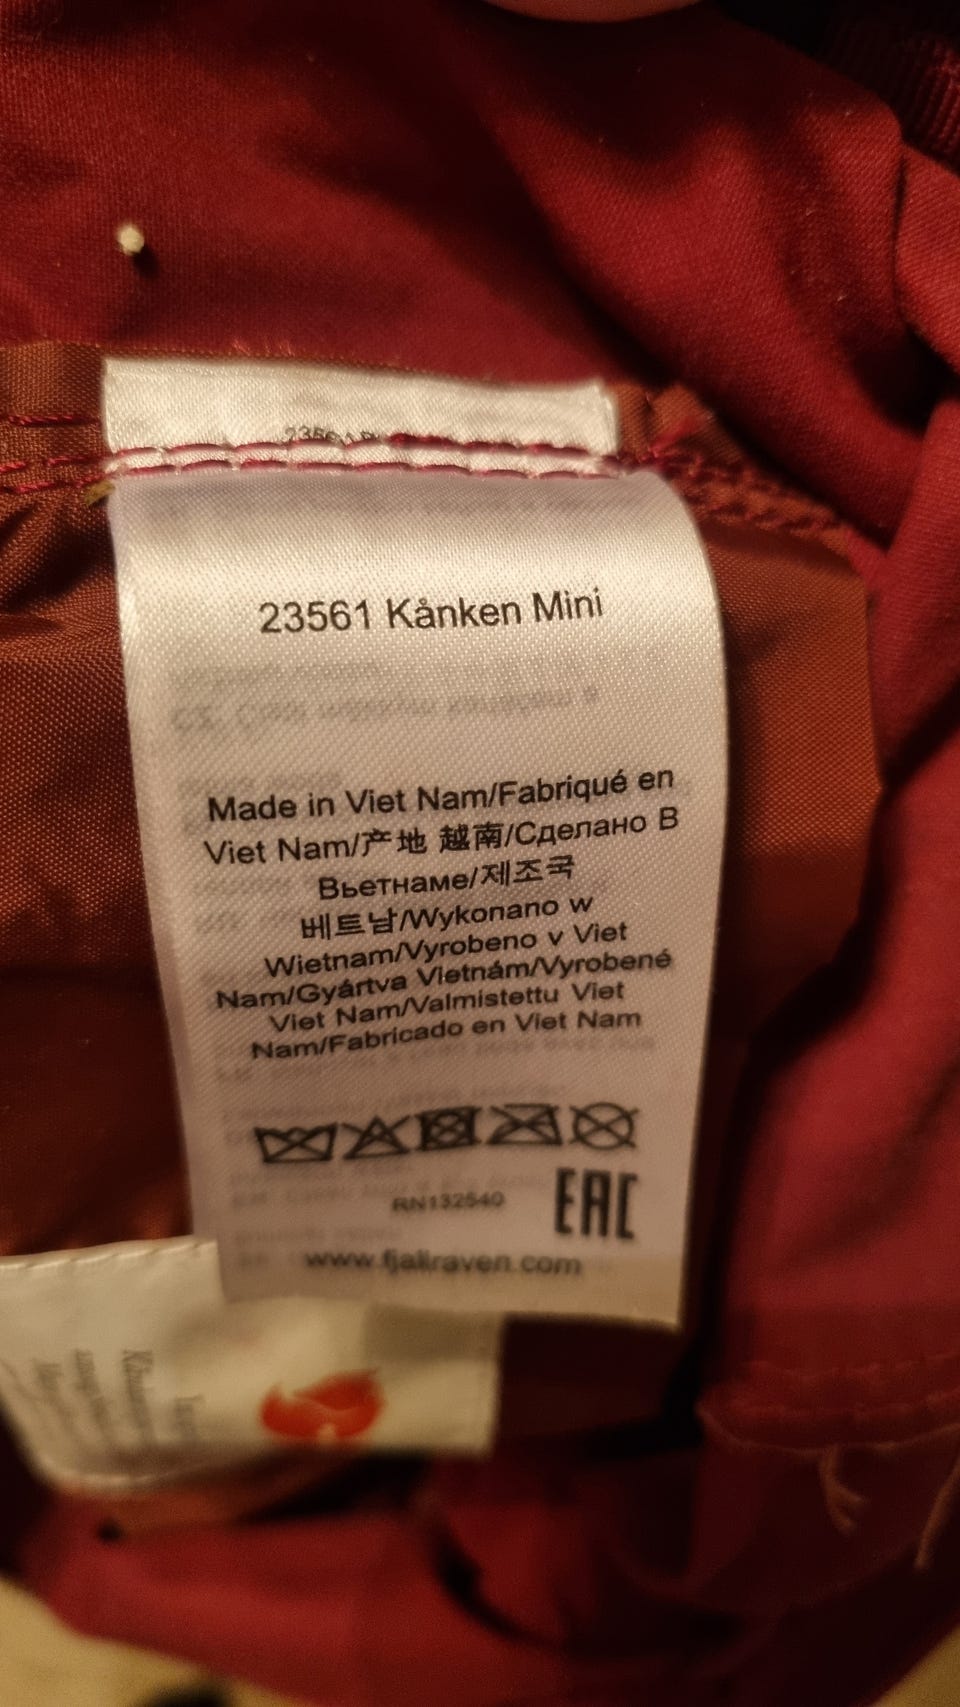 23561 Kånken Mini
Made in Viet Nam/Fabriqué en
Viet Nam/产地 越南/Сделано В
Вьетнаме/제조국
베트남/Wykonano w
Wietnam/Vyrobeno v Viet
Nam/Gyártva Vietnám/Vyrobené
Viet Nam/Valmistettu Viet
Nam/Fabricado en Viet Nam
RN132540
EAC
www.fjallraven.com